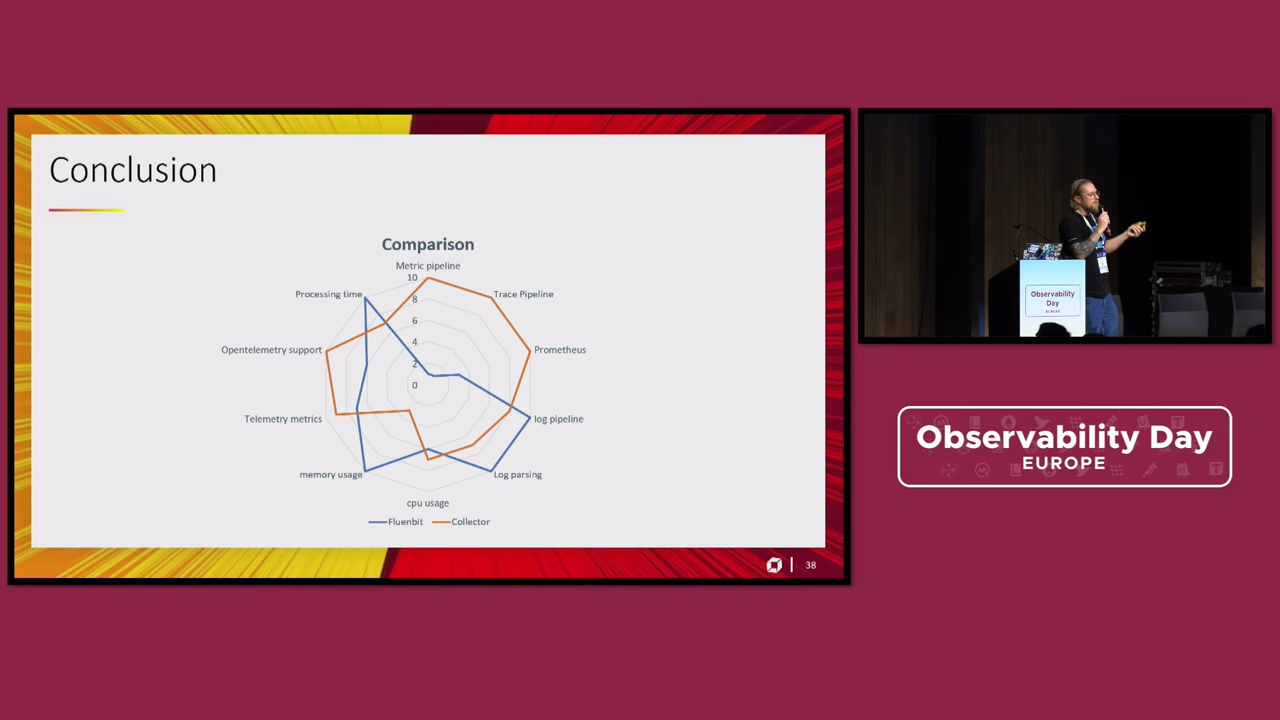 Conclusion
Comparison
Metric pipeline
Trace Pipeline
Prometheus
log pipeline
Log parsing
cpu usage
memory usage
Telemetry metrics
Opentelemetry support
Processing time
10
8
6
4
2
0
Fluenbit
Collector
38
Observability
Day
EUROPE
Observability Day
EUROPE